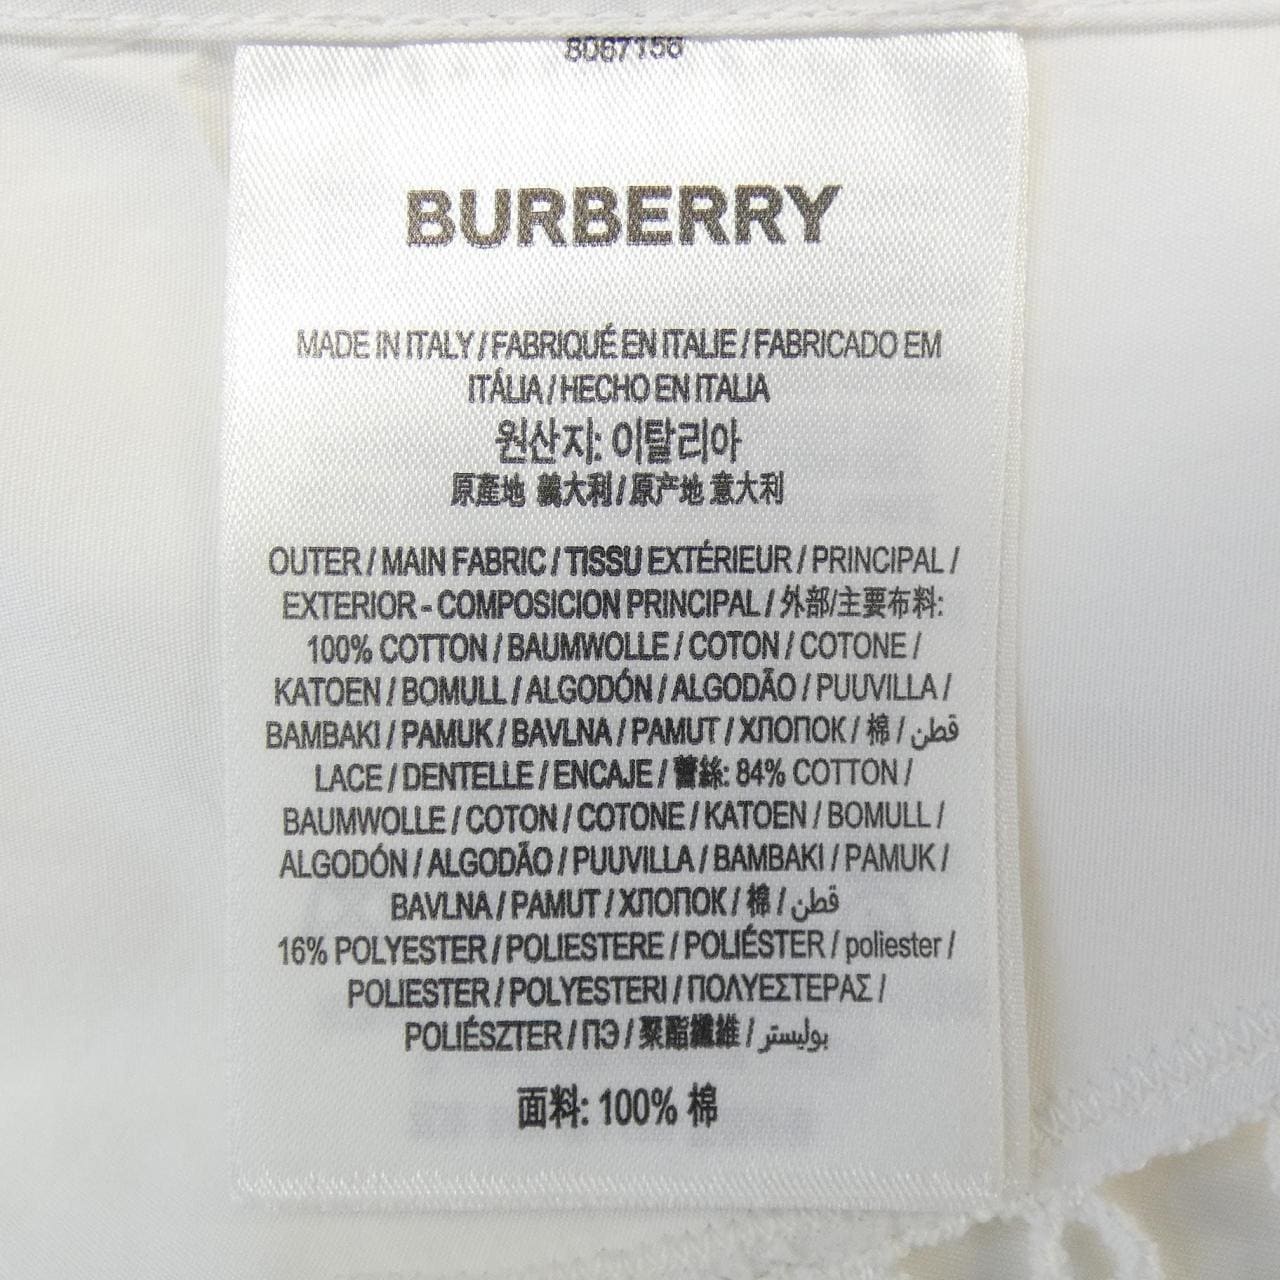 8067156
BURBERRY
MADE IN ITALY / FABRIQUÉ EN ITALIE / FABRICADO EM
ITÁLIA / HECHO EN ITALIA
원산지: 이탈리아
原產地 義大利 / 原产地 意大利
OUTER / MAIN FABRIC / TISSU EXTÉRIEUR / PRINCIPAL /
EXTERIOR - COMPOSICION PRINCIPAL / 外部/主要布料:
100% COTTON / BAUMWOLLE / COTON / COTONE /
KATOEN / BOMULL / ALGODÓN / ALGODÃO / PUUVILLA /
BAMBAKI / PAMUK / BAVLNA / PAMUT / ХЛОПОК / 棉 / قطن
LACE / DENTELLE / ENCAJE / 蕾絲: 84% COTTON /
BAUMWOLLE / COTON / COTONE / KATOEN / BOMULL /
ALGODÓN / ALGODÃO / PUUVILLA / BAMBAKI / PAMUK /
BAVLNA / PAMUT / ХЛОПОК / 棉 / قطن
16% POLYESTER / POLIESTERE / POLIÉSTER / poliester /
POLIESTER / POLYESTERI / ΠΟΛΥΕΣΤΕΡΑΣ /
POLIÉSZTER / ПЭ / 聚酯纖維 / بوليستر
面料: 100% 棉